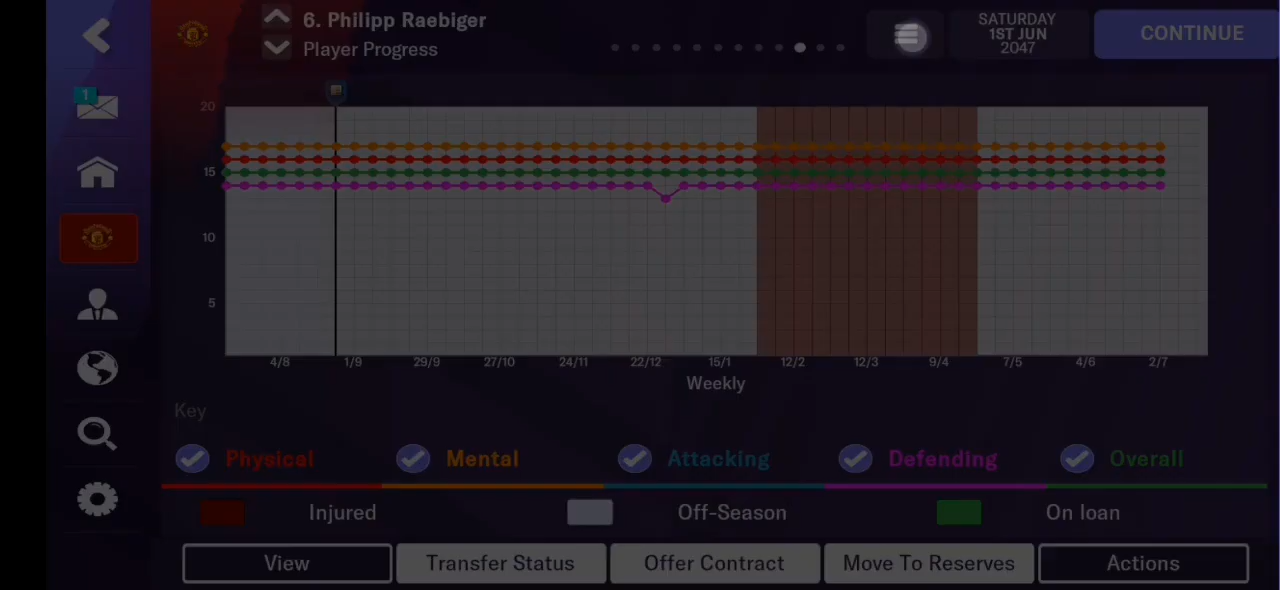 6. Philipp Raebiger
Player Progress
SATURDAY
1ST JUN
2047
CONTINUE
1
20
15
10
5
4/8 1/9 29/9 27/10 24/11 22/12 15/1 12/2 12/3 9/4 7/5 4/6 2/7
Weekly
Key
Physical Mental Attacking Defending Overall
Injured Off-Season On loan
View Transfer Status Offer Contract Move To Reserves Actions